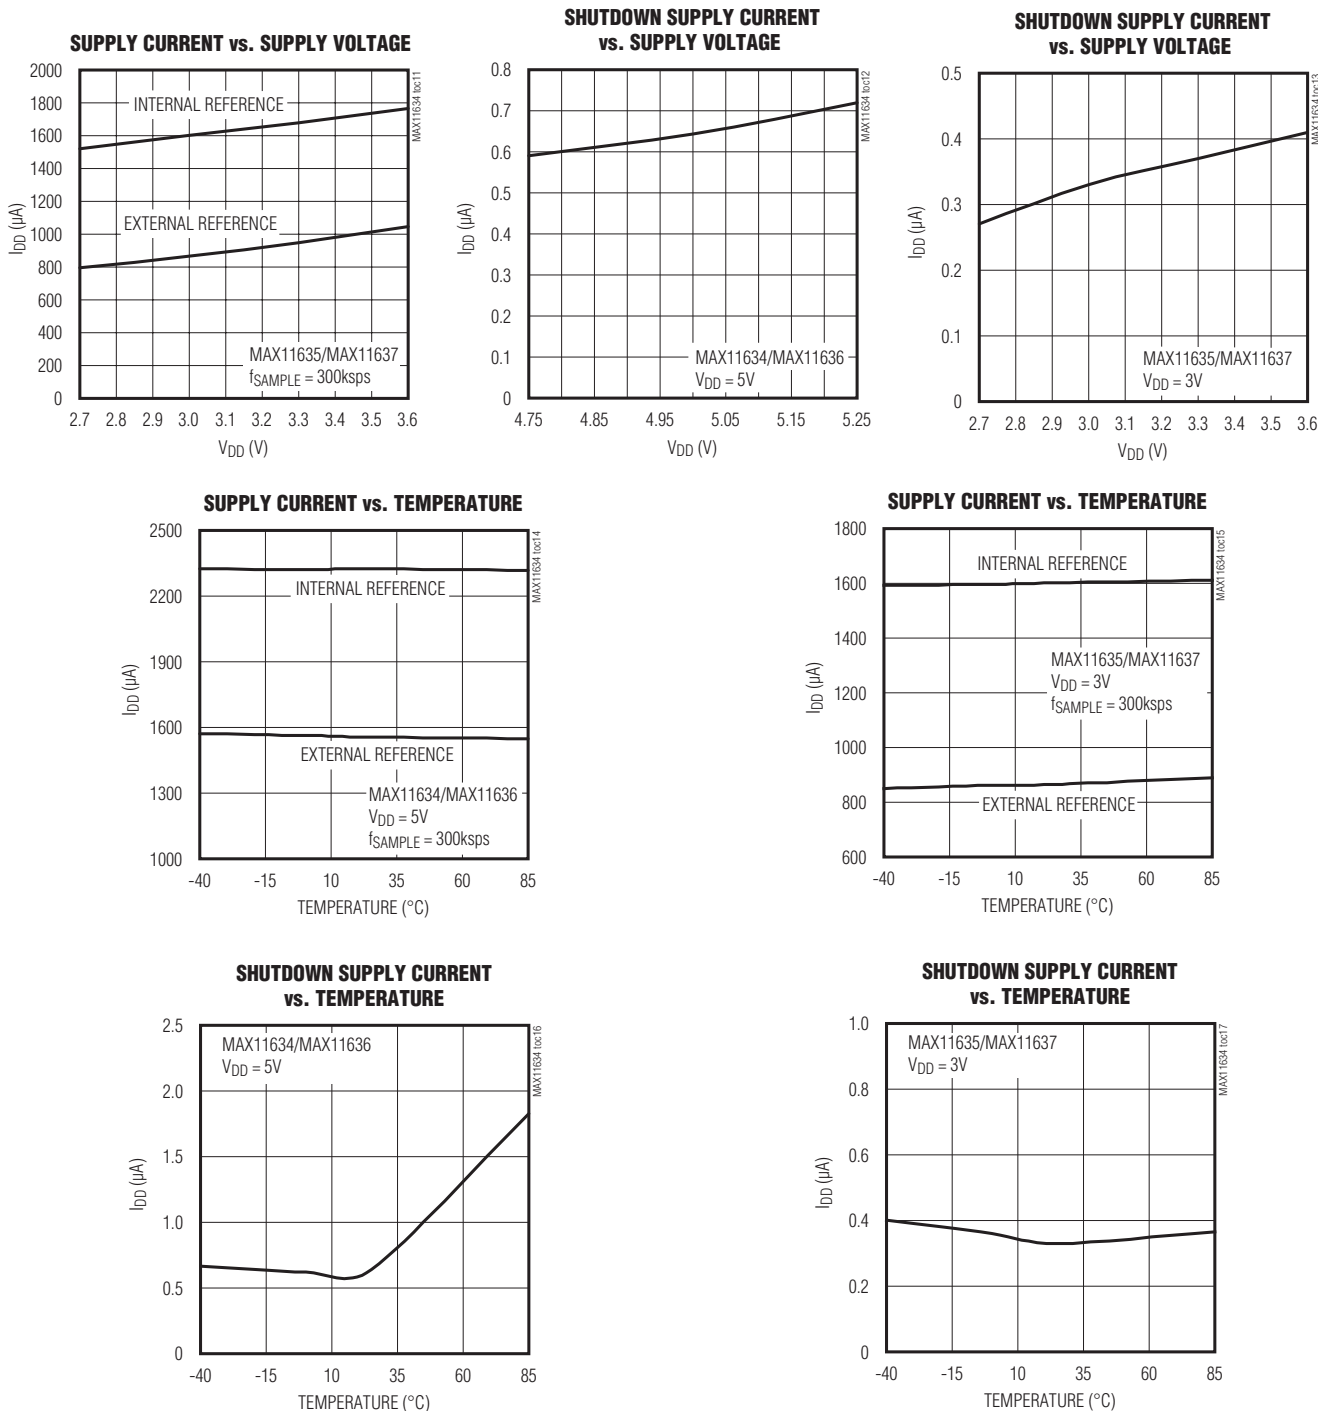 SUPPLY CURRENT vs. SUPPLY VOLTAGE
2000
1800
1600
1400
1200
1000
800
600
400
200
0
IDD (µA)
INTERNAL REFERENCE
EXTERNAL REFERENCE
MAX11635/MAX11637
fSAMPLE = 300ksps
MAX11634 toc11
2.7 2.8 2.9 3.0 3.1 3.2 3.3 3.4 3.5 3.6
VDD (V)
SHUTDOWN SUPPLY CURRENT
vs. SUPPLY VOLTAGE
0.8
0.7
0.6
0.5
0.4
0.3
0.2
0.1
0
IDD (µA)
MAX11634/MAX11636
VDD = 5V
MAX11634 toc12
4.75 4.85 4.95 5.05 5.15 5.25
VDD (V)
SHUTDOWN SUPPLY CURRENT
vs. SUPPLY VOLTAGE
0.5
0.4
0.3
0.2
0.1
0
IDD (µA)
MAX11635/MAX11637
VDD = 3V
MAX11634 toc13
2.7 2.8 2.9 3.0 3.1 3.2 3.3 3.4 3.5 3.6
VDD (V)
SUPPLY CURRENT vs. TEMPERATURE
2500
2200
1900
1600
1300
1000
IDD (µA)
INTERNAL REFERENCE
EXTERNAL REFERENCE
MAX11634/MAX11636
VDD = 5V
fSAMPLE = 300ksps
MAX11634 toc14
-40 -15 10 35 60 85
TEMPERATURE (°C)
SUPPLY CURRENT vs. TEMPERATURE
1800
1600
1400
1200
1000
800
600
IDD (µA)
INTERNAL REFERENCE
MAX11635/MAX11637
VDD = 3V
fSAMPLE = 300ksps
EXTERNAL REFERENCE
MAX11634 toc15
-40 -15 10 35 60 85
TEMPERATURE (°C)
SHUTDOWN SUPPLY CURRENT
vs. TEMPERATURE
2.5
2.0
1.5
1.0
0.5
0
IDD (µA)
MAX11634/MAX11636
VDD = 5V
MAX11634 toc16
-40 -15 10 35 60 85
TEMPERATURE (°C)
SHUTDOWN SUPPLY CURRENT
vs. TEMPERATURE
1.0
0.8
0.6
0.4
0.2
0
IDD (µA)
MAX11635/MAX11637
VDD = 3V
MAX11634 toc17
-40 -15 10 35 60 85
TEMPERATURE (°C)